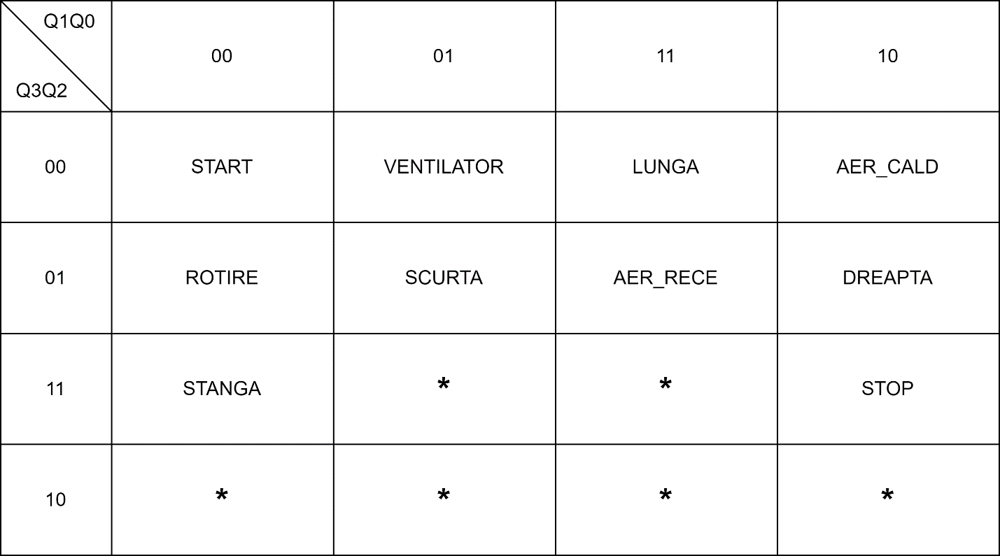 Q1Q0
Q3Q2
00 01 11 10
00 START VENTILATOR LUNGA AER_CALD
01 ROTIRE SCURTA AER_RECE DREAPTA
11 STANGA * * STOP
10 * * * *